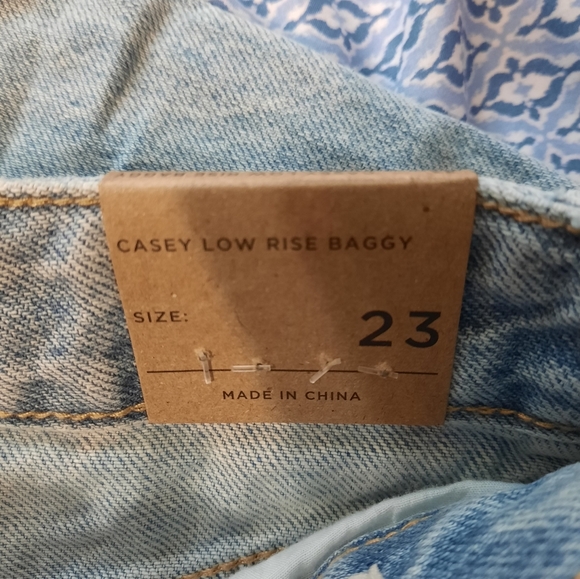 CASEY LOW RISE BAGGY
SIZE:
23
MADE IN CHINA